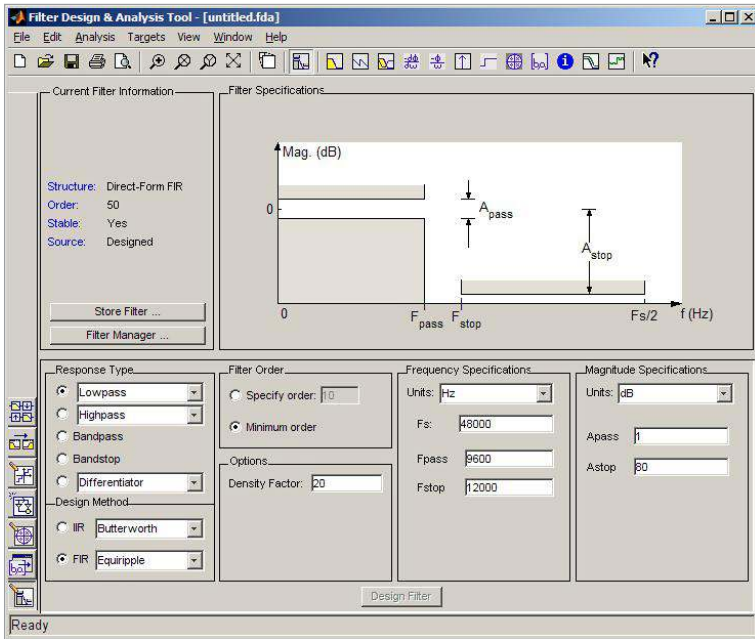 Filter Design & Analysis Tool - [untitled.fda]
File Edit Analysis Targets View Window Help
Current Filter Information
Structure: Direct-Form FIR
Order: 50
Stable: Yes
Source: Designed
Store Filter ...
Filter Manager ...
Filter Specifications
Mag. (dB)
0
A pass
A stop
0
F pass
F stop
Fs/2
f (Hz)
Response Type
Lowpass
Highpass
Bandpass
Bandstop
Differentiator
Design Method
IIR Butterworth
FIR Equiripple
Filter Order
Specify order: 10
Minimum order
Options
Density Factor: 20
Frequency Specifications
Units: Hz
Fs: 48000
Fpass 9600
Fstop 12000
Magnitude Specifications
Units: dB
Apass 1
Astop 80
Design Filter
Ready